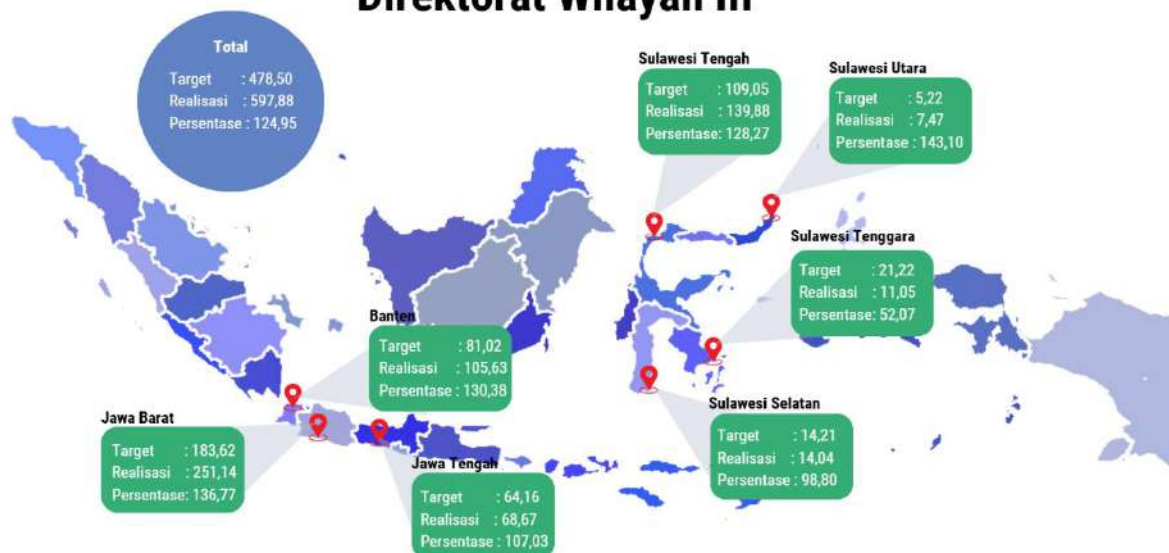 Direktorat Wilayah III
Total
Target : 478,50
Realisasi : 597,88
Persentase : 124,95
Sulawesi Tengah
Target : 109,05
Realisasi : 139,88
Persentase: 128,27
Sulawesi Utara
Target : 5,22
Realisasi : 7,47
Persentase : 143,10
Sulawesi Tenggara
Target : 21,22
Realisasi : 11,05
Persentase: 52,07
Banten
Target : 81,02
Realisasi : 105,63
Persentase : 130,38
Sulawesi Selatan
Target : 14,21
Realisasi : 14,04
Persentase : 98,80
Jawa Barat
Target : 183,62
Realisasi : 251,14
Persentase: 136,77
Jawa Tengah
Target : 64,16
Realisasi : 68,67
Persentase : 107,03